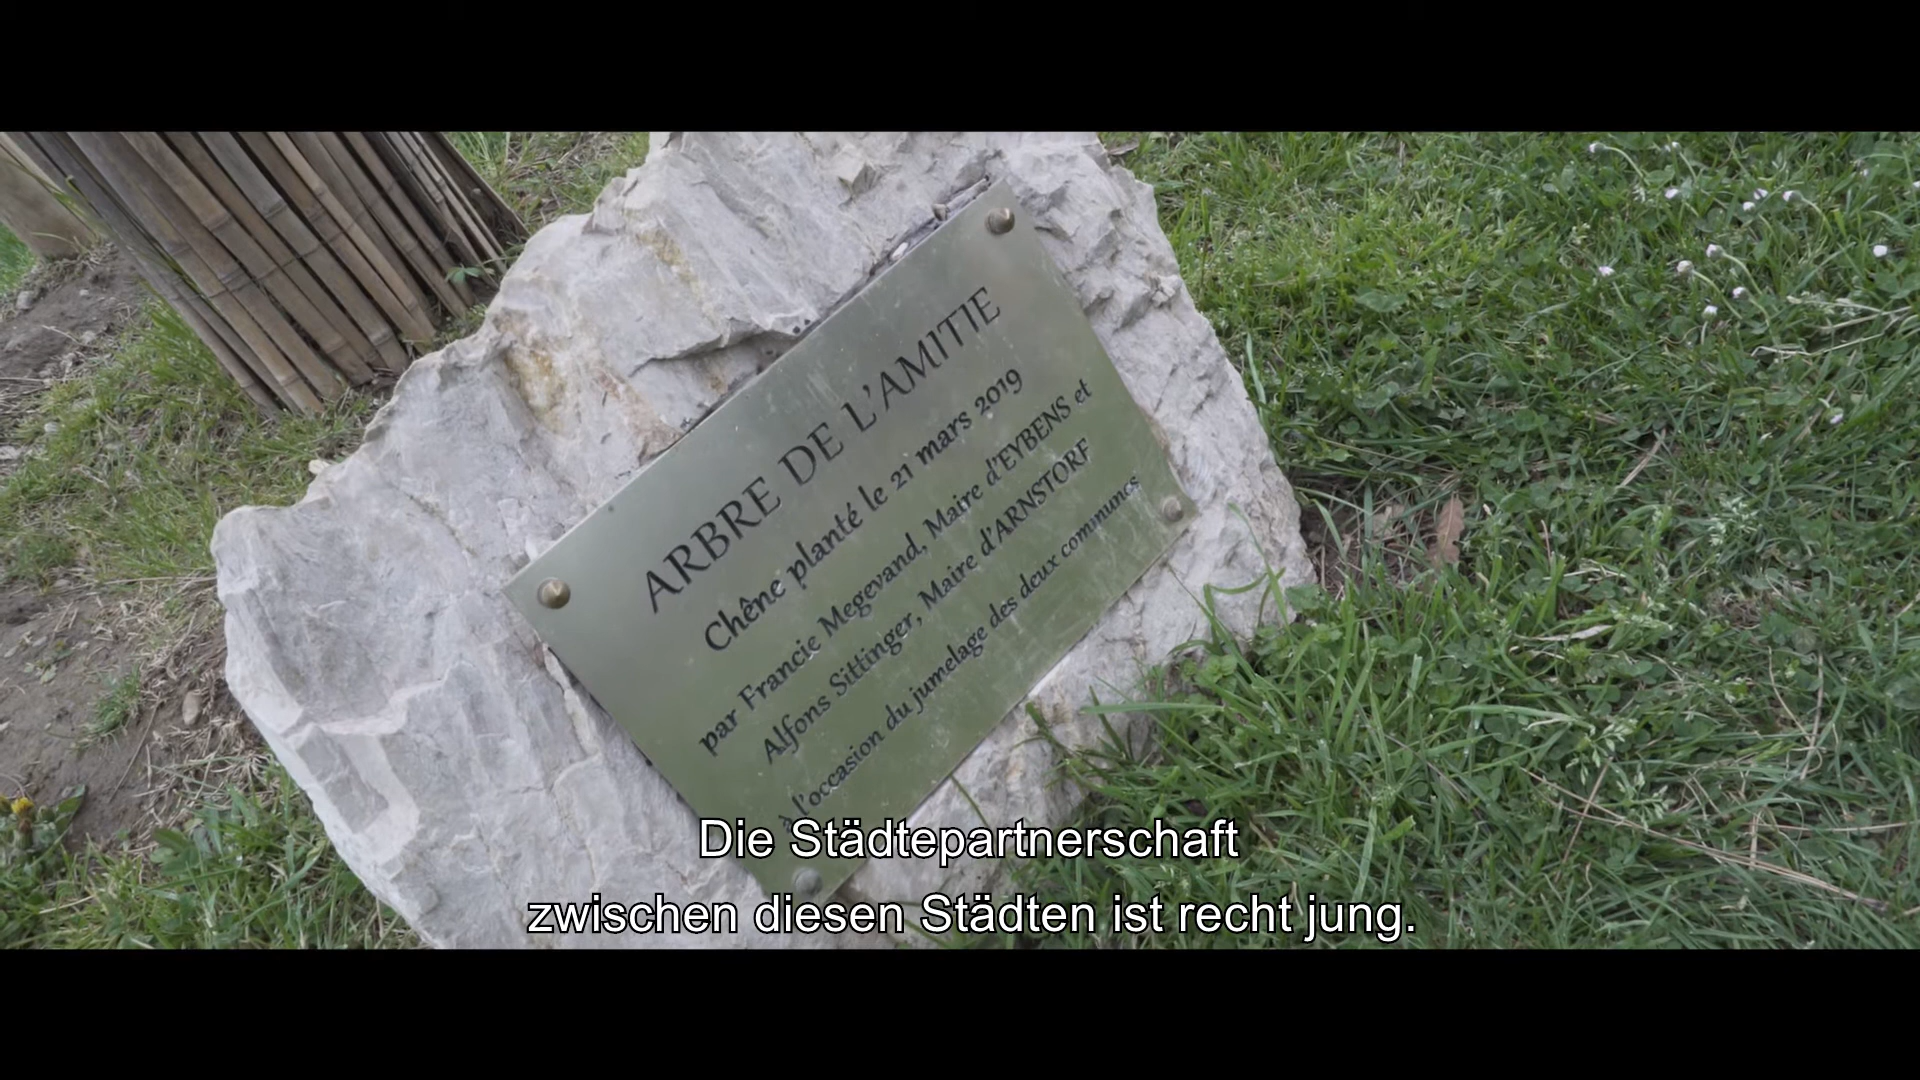 ARBRE DE L'AMITIE
Chêne planté le 21 mars 2019
par Francie Megevand, Maire d'EYBENS et
Alfons Sittinger, Maire d'ARNSTORF
à l'occasion du jumelage des deux communes
Die Städtepartnerschaft
zwischen diesen Städten ist recht jung.